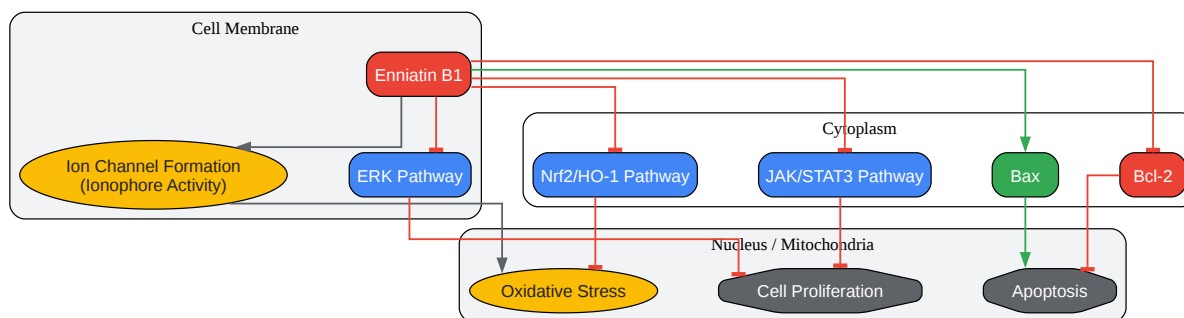 Cell Membrane
Enniatin B1
Cytoplasm
Ion Channel Formation
(Ionophore Activity)
ERK Pathway
Nrf2/HO-1 Pathway
JAK/STAT3 Pathway
Bax
Bcl-2
Nucleus / Mitochondria
Oxidative Stress
Cell Proliferation
Apoptosis